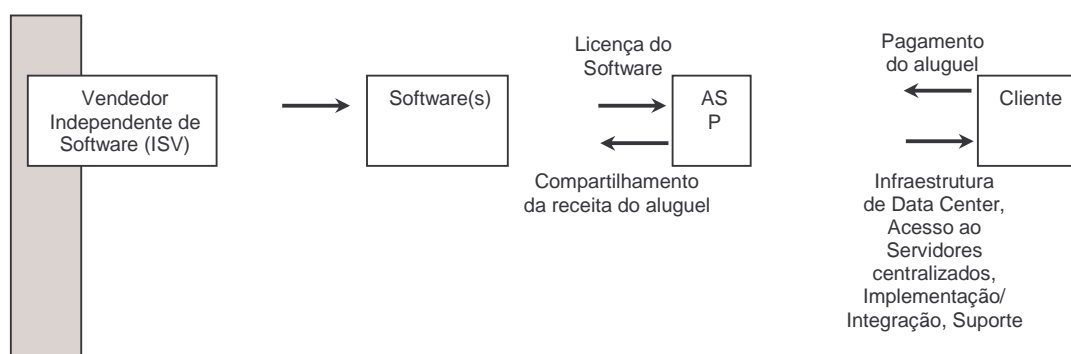 Vendedor
Independente de
Software (ISV)
Software(s)
Licença do
Software
Compartilhamento
da receita do aluguel
AS
P
Pagamento
do aluguel
Cliente
Infraestrutura
de Data Center,
Acesso ao
Servidores
centralizados,
Implementação/
Integração, Suporte